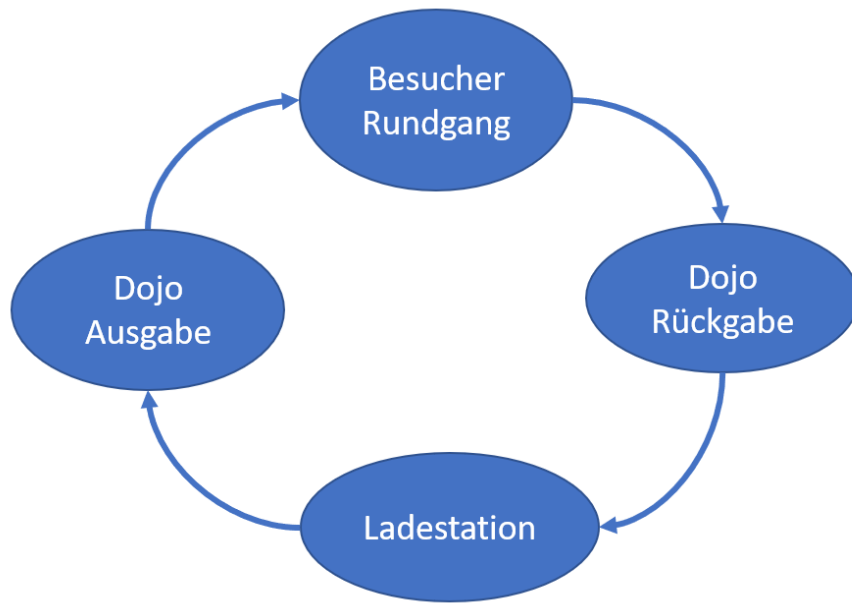 Besucher
Rundgang
Dojo
Rückgabe
Dojo
Ausgabe
Ladestation